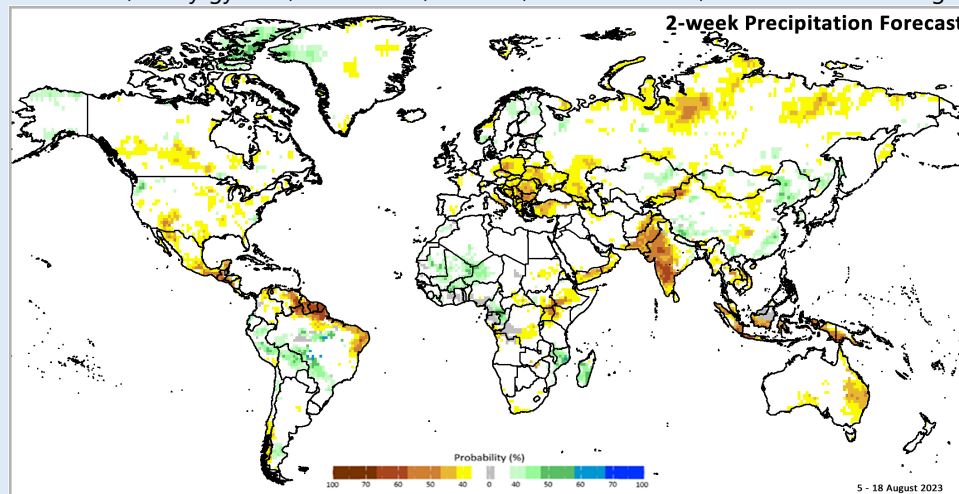 2-week Precipitation Forecast
Probability (%)
100 70 60 50 40 0 40 50 60 70 100
5 - 18 August 2023